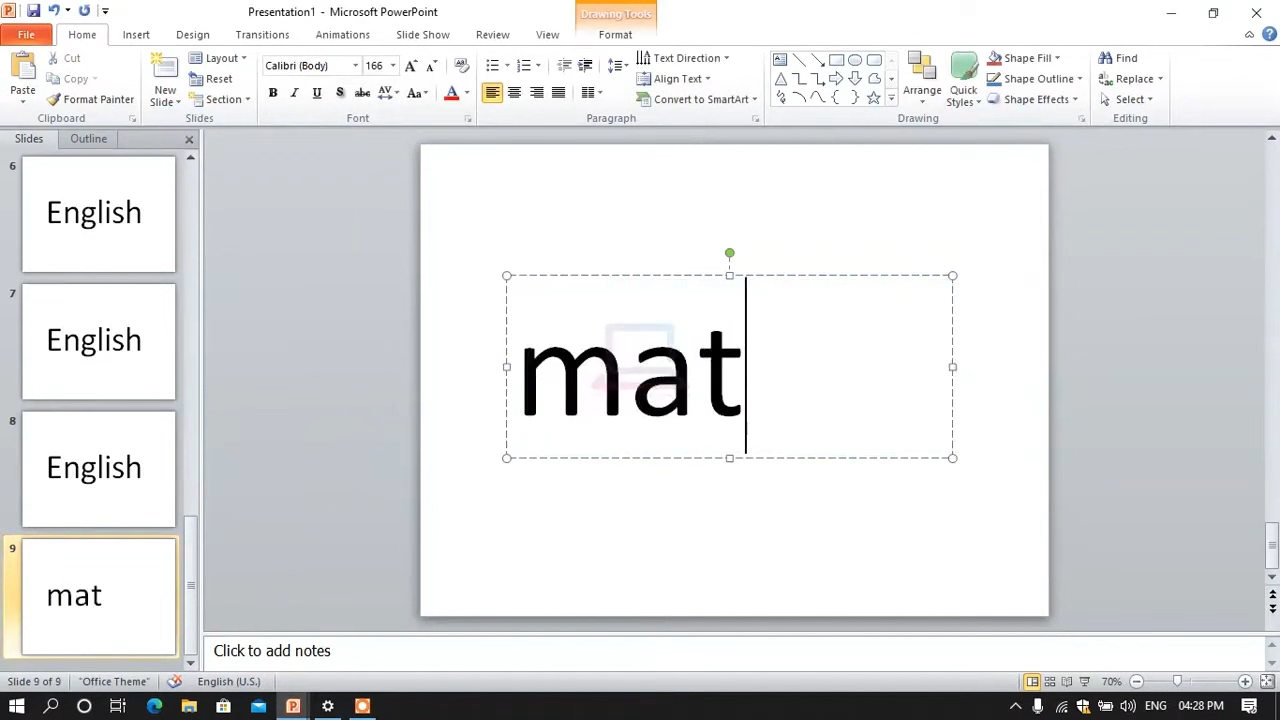 Presentation1 - Microsoft PowerPoint
Drawing Tools
File Home Insert Design Transitions Animations Slide Show Review View Format
Paste
Cut
Copy
Format Painter
Clipboard
New Slide
Layout
Reset
Section
Slides
Calibri (Body) 166
B I U S abc AV Aa A
Font
Text Direction
Align Text
Convert to SmartArt
Paragraph
Arrange
Quick Styles
Shape Fill
Shape Outline
Shape Effects
Drawing
Find
Replace
Select
Editing
Slides Outline
6
English
7
English
8
English
9
mat
mat
Click to add notes
Slide 9 of 9 "Office Theme" English (U.S.) 70%
ENG 04:28 PM